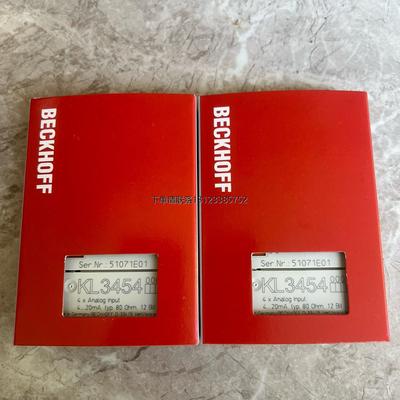 BECKHOFF
Ser.Nr.: 51071E01
KL3454
4 x Analog input
4...20mA, typ. 80 Ohm, 12 Bit
BECKHOFF
Ser.Nr.: 51071E01
KL3454
4 x Analog input
4...20mA, typ. 80 Ohm, 12 Bit